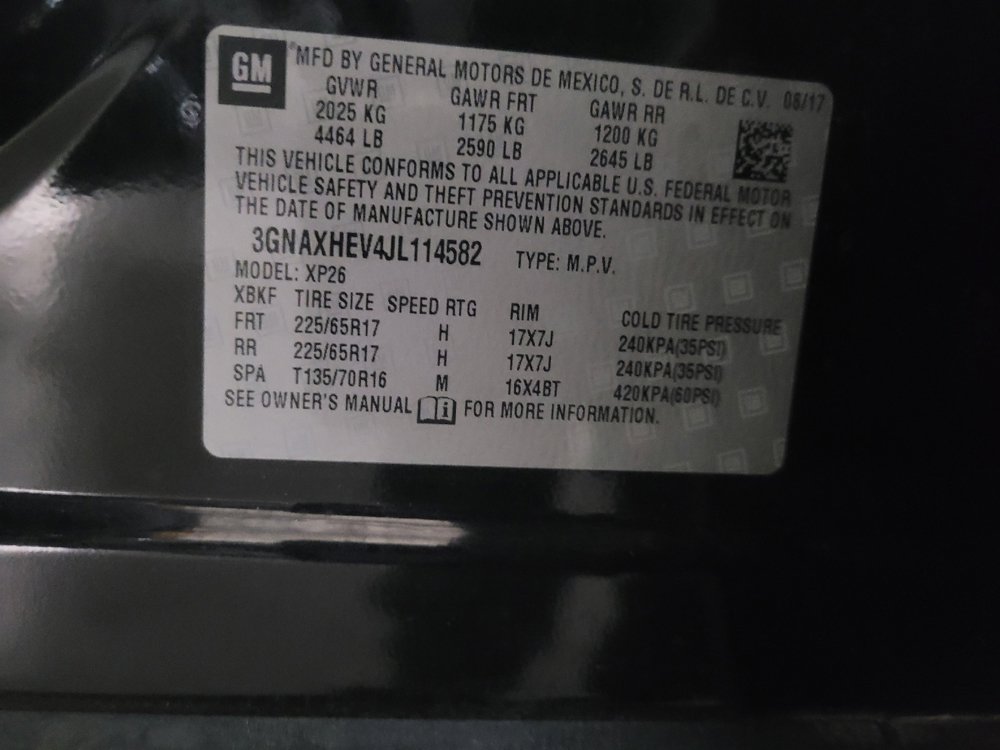 GM
MFD BY GENERAL MOTORS DE MEXICO, S. DE R.L. DE C.V. 08/17
GVWR GAWR FRT GAWR RR
2025 KG 1175 KG 1200 KG
4464 LB 2590 LB 2645 LB
THIS VEHICLE CONFORMS TO ALL APPLICABLE U.S. FEDERAL MOTOR
VEHICLE SAFETY AND THEFT PREVENTION STANDARDS IN EFFECT ON
THE DATE OF MANUFACTURE SHOWN ABOVE.
3GNAXHEV4JL114582 TYPE: M.P.V.
MODEL: XP26
XBKF TIRE SIZE SPEED RTG RIM COLD TIRE PRESSURE
FRT 225/65R17 H 17X7J 240KPA(35PSI)
RR 225/65R17 H 17X7J 240KPA(35PSI)
SPA T135/70R16 M 16X4BT 420KPA(60PSI)
SEE OWNER'S MANUAL i FOR MORE INFORMATION.